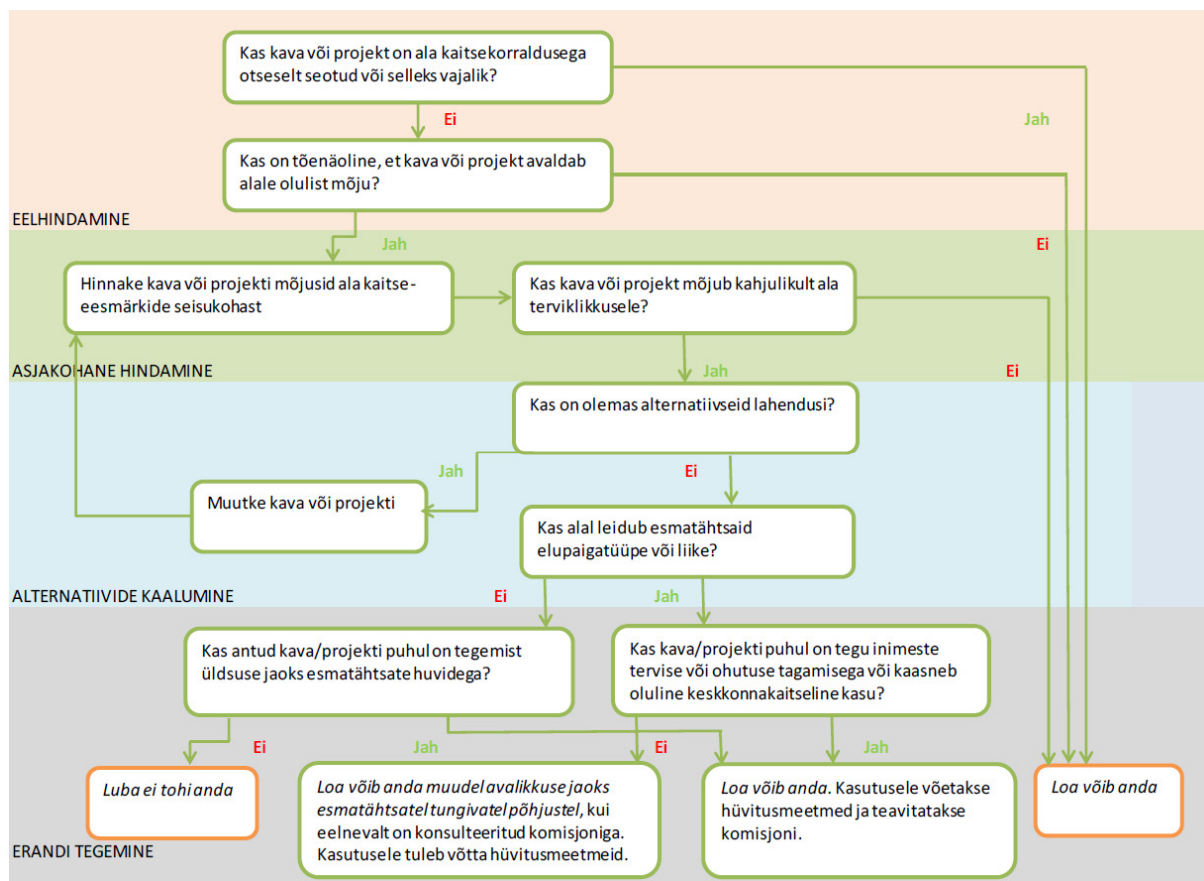 Kas kava või projekt on ala kaitsekorraldusega
otseselt seotud või selleks vajalik?
Ei
Jah
Kas on tõenäoline, et kava või projekt avaldab
alale olulist mõju?
EELHINDAMINE
Jah
Ei
Hinnake kava või projekti mõjusid ala kaitse-
eesmärkide seisukohast
Kas kava või projekt mõjub kahjulikult ala
terviklikkusele?
ASJAKOHANE HINDAMINE
Jah
Ei
Kas on olemas alternatiivseid lahendusi?
Jah
Ei
Muutke kava või projekti
Kas alal leidub esmatähtsaid
elupaigatüüpe või liike?
ALTERNATIIVIDE KAALUMINE
Ei
Jah
Kas antud kava/projekti puhul on tegemist
üldsuse jaoks esmatähtsate huvidega?
Kas kava/projekti puhul on tegu inimeste
tervise või ohutuse tagamisega või kaasneb
oluline keskkonnakaitseline kasu?
Ei
Jah
Ei
Jah
Luba ei tohi anda
Loa võib anda muudel avalikkuse jaoks
esmatähtsatel tungivatel põhjustel, kui
eelnevalt on konsulteeritud komisjoniga.
Kasutusele tuleb võtta hüvitusmeetmeid.
Loa võib anda. Kasutusele võetakse
hüvitusmeetmed ja teavitatakse
komisjoni.
Loa võib anda
ERANDI TEGEMINE